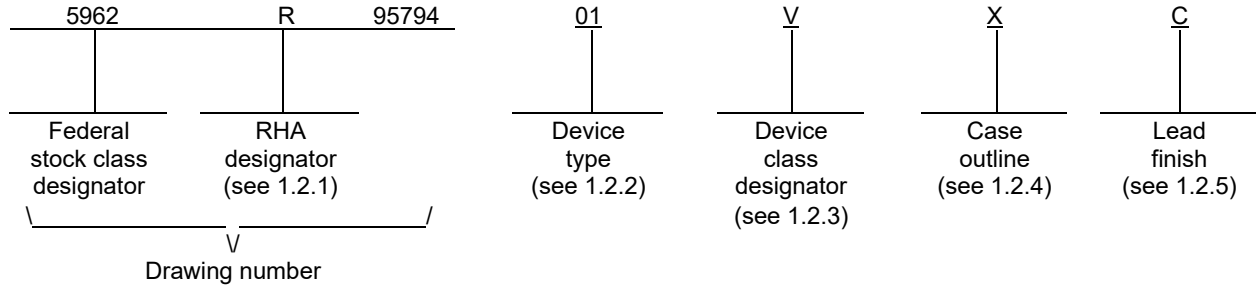 5962 R 95794 01 V X C
Federal stock class designator
RHA designator (see 1.2.1)
Device type (see 1.2.2)
Device class designator (see 1.2.3)
Case outline (see 1.2.4)
Lead finish (see 1.2.5)
\ /
\/
Drawing number